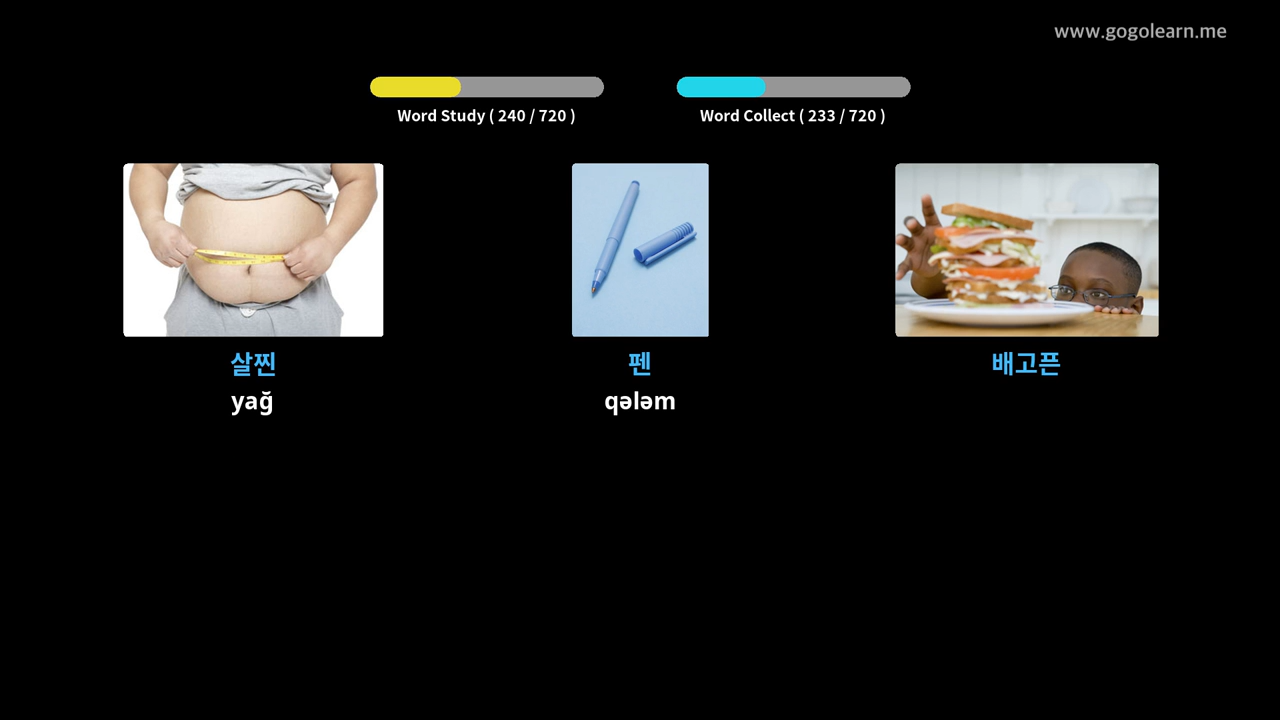 www.gogolearn.me
Word Study ( 240 / 720 )
Word Collect ( 233 / 720 )
살찐
펜
배고픈
yağ
qələm